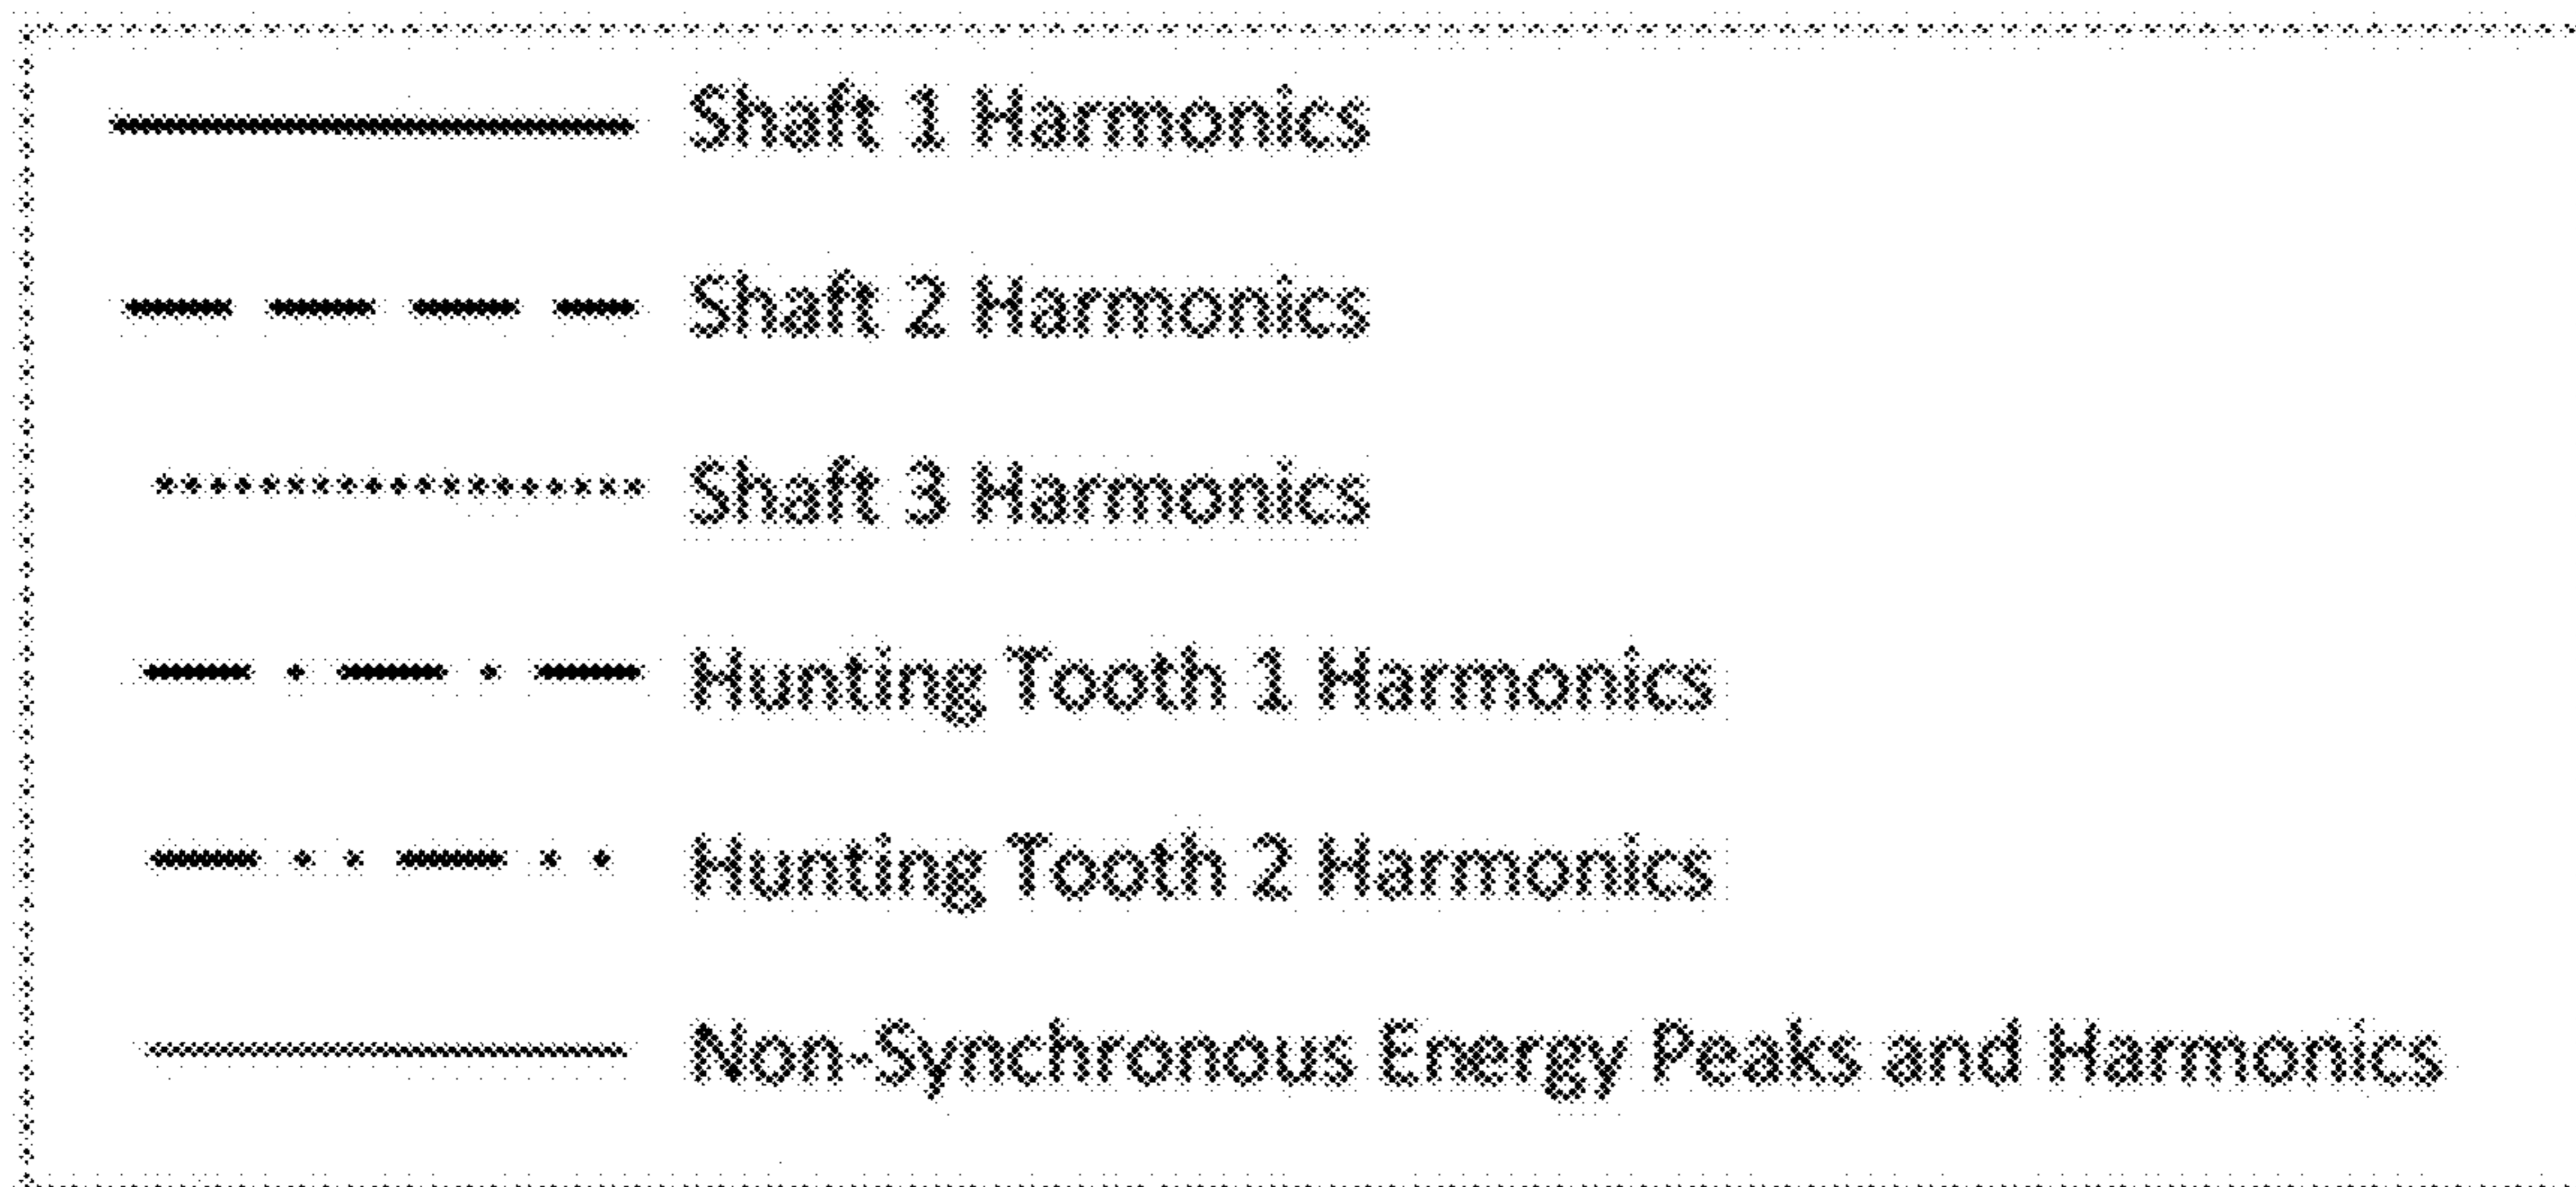 Shaft 1 Harmonics
Shaft 2 Harmonics
Shaft 3 Harmonics
Hunting Tooth 1 Harmonics
Hunting Tooth 2 Harmonics
Non-Synchronous Energy Peaks and Harmonics